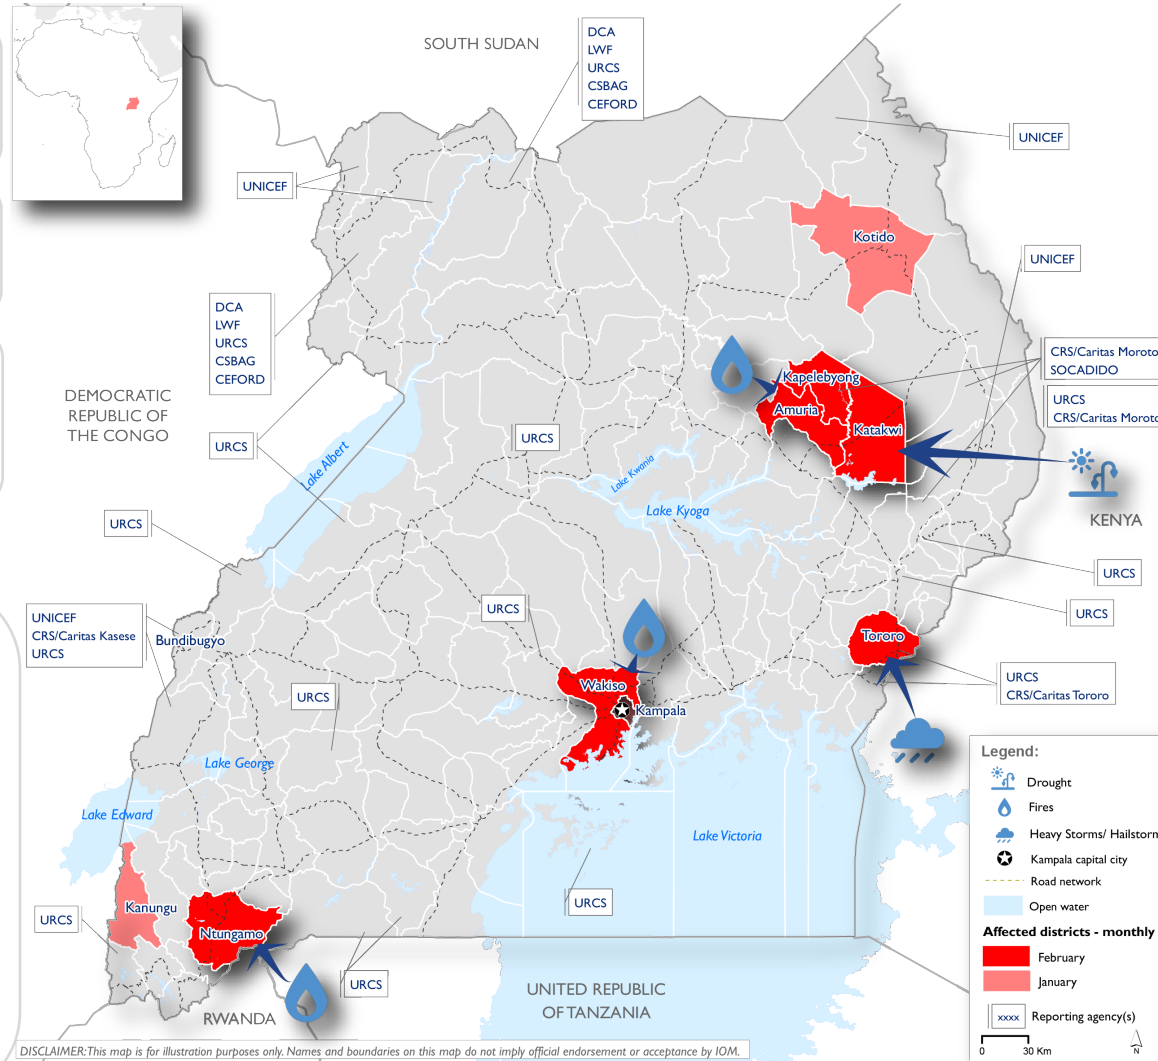 SOUTH SUDAN
DCA
LWF
URCS
CSBAG
CEFORD
UNICEF
UNICEF
Kotido
UNICEF
DCA
LWF
URCS
CSBAG
CEFORD
CRS/Caritas Moroto
SOCADIDO
Kapelebyong
DEMOCRATIC
REPUBLIC OF
THE CONGO
URCS
CRS/Caritas Moroto
Amuria
Katakwi
URCS
URCS
Lake Albert
Lake Kwania
Lake Kyoga
KENYA
URCS
URCS
URCS
URCS
UNICEF
CRS/Caritas Kasese
URCS
Bundibugyo
Tororo
URCS
CRS/Caritas Tororo
Wakiso
Kampala
URCS
Lake George
Lake Edward
Lake Victoria
Legend:
Drought
Fires
Heavy Storms/ Hailstorm
Kampala capital city
Road network
Open water
Affected districts - monthly
February
January
xxxx
Reporting agency(s)
0 30 Km
N
URCS
Kanungu
URCS
Ntungamo
URCS
UNITED REPUBLIC
OF TANZANIA
RWANDA
DISCLAIMER:This map is for illustration purposes only. Names and boundaries on this map do not imply official endorsement or acceptance by IOM.